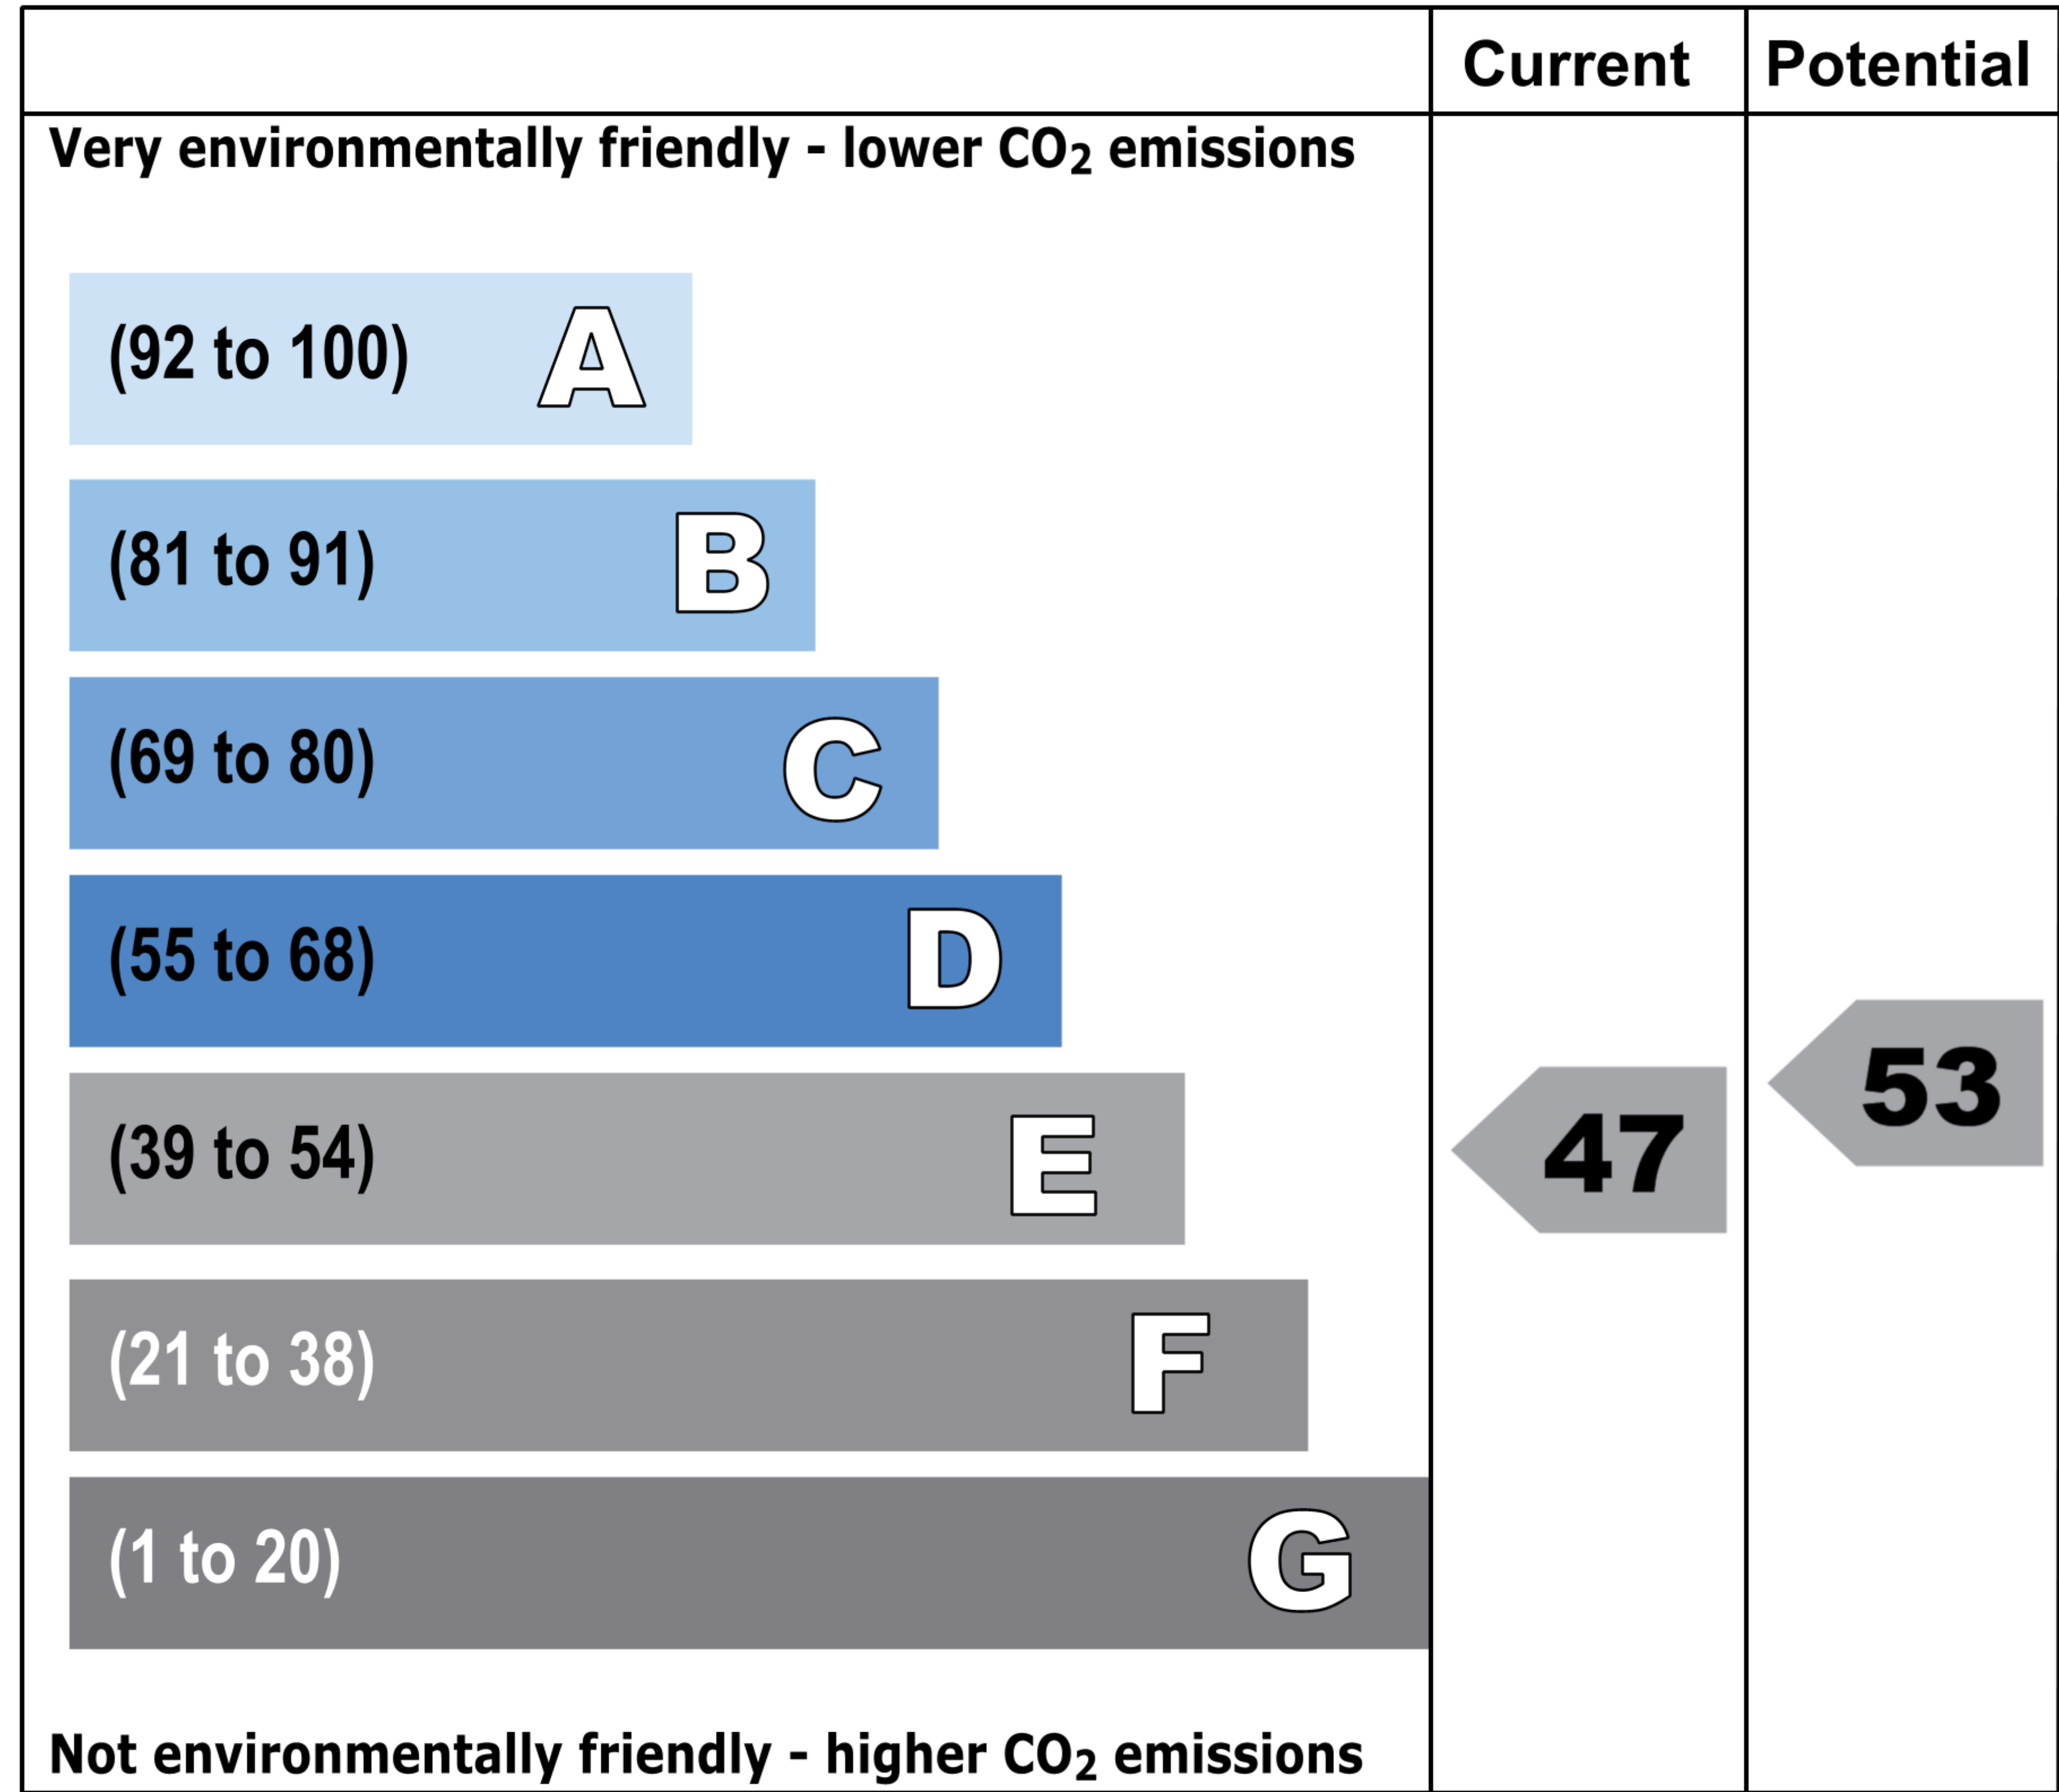 Current Potential
Very environmentally friendly - lower CO₂ emissions
(92 to 100) A
(81 to 91) B
(69 to 80) C
(55 to 68) D
(39 to 54) E
47
53
(21 to 38) F
(1 to 20) G
Not environmentally friendly - higher CO₂ emissions